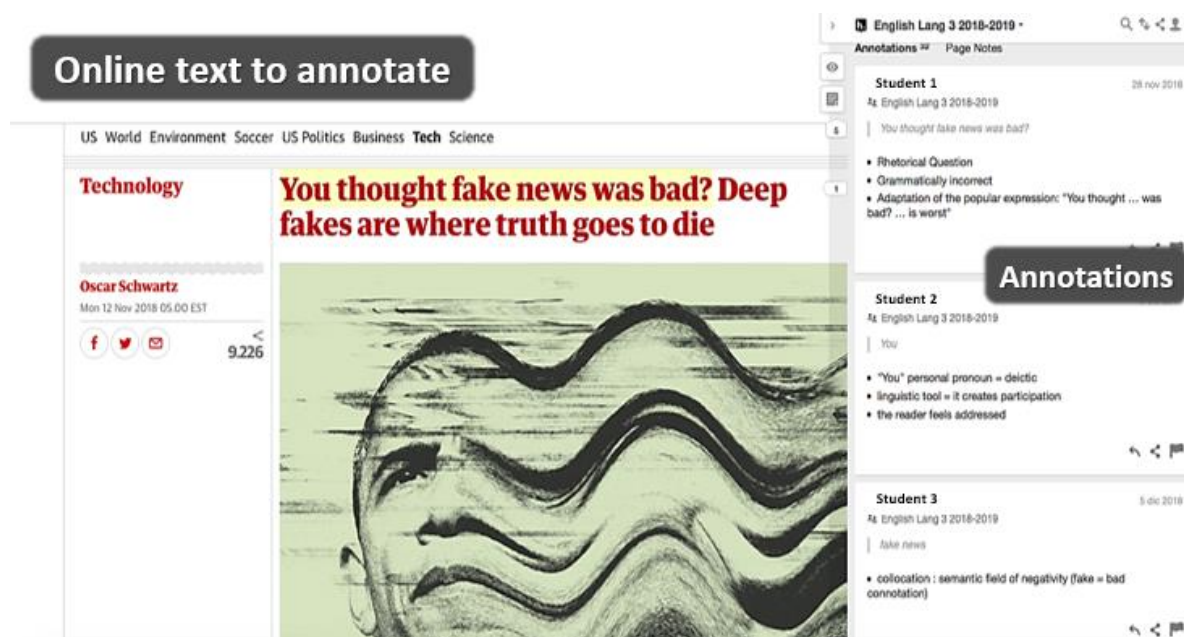 Online text to annotate
US World Environment Soccer US Politics Business Tech Science
Technology
You thought fake news was bad? Deep
fakes are where truth goes to die
Oscar Schwartz
Mon 12 Nov 2018 05.00 EST
9.226
English Lang 3 2018-2019
Annotations Page Notes
5
1
Student 1
28 nov 2018
English Lang 3 2018-2019
You thought fake news was bad?
• Rhetorical Question
• Grammatically incorrect
• Adaptation of the popular expression: "You thought ... was
bad? ... is worst"
Annotations
Student 2
English Lang 3 2018-2019
You
• "You" personal pronoun = deictic
• linguistic tool = it creates participation
• the reader feels addressed
Student 3
5 dic 2018
English Lang 3 2018-2019
fake news
• collocation : semantic field of negativity (fake = bad
connotation)